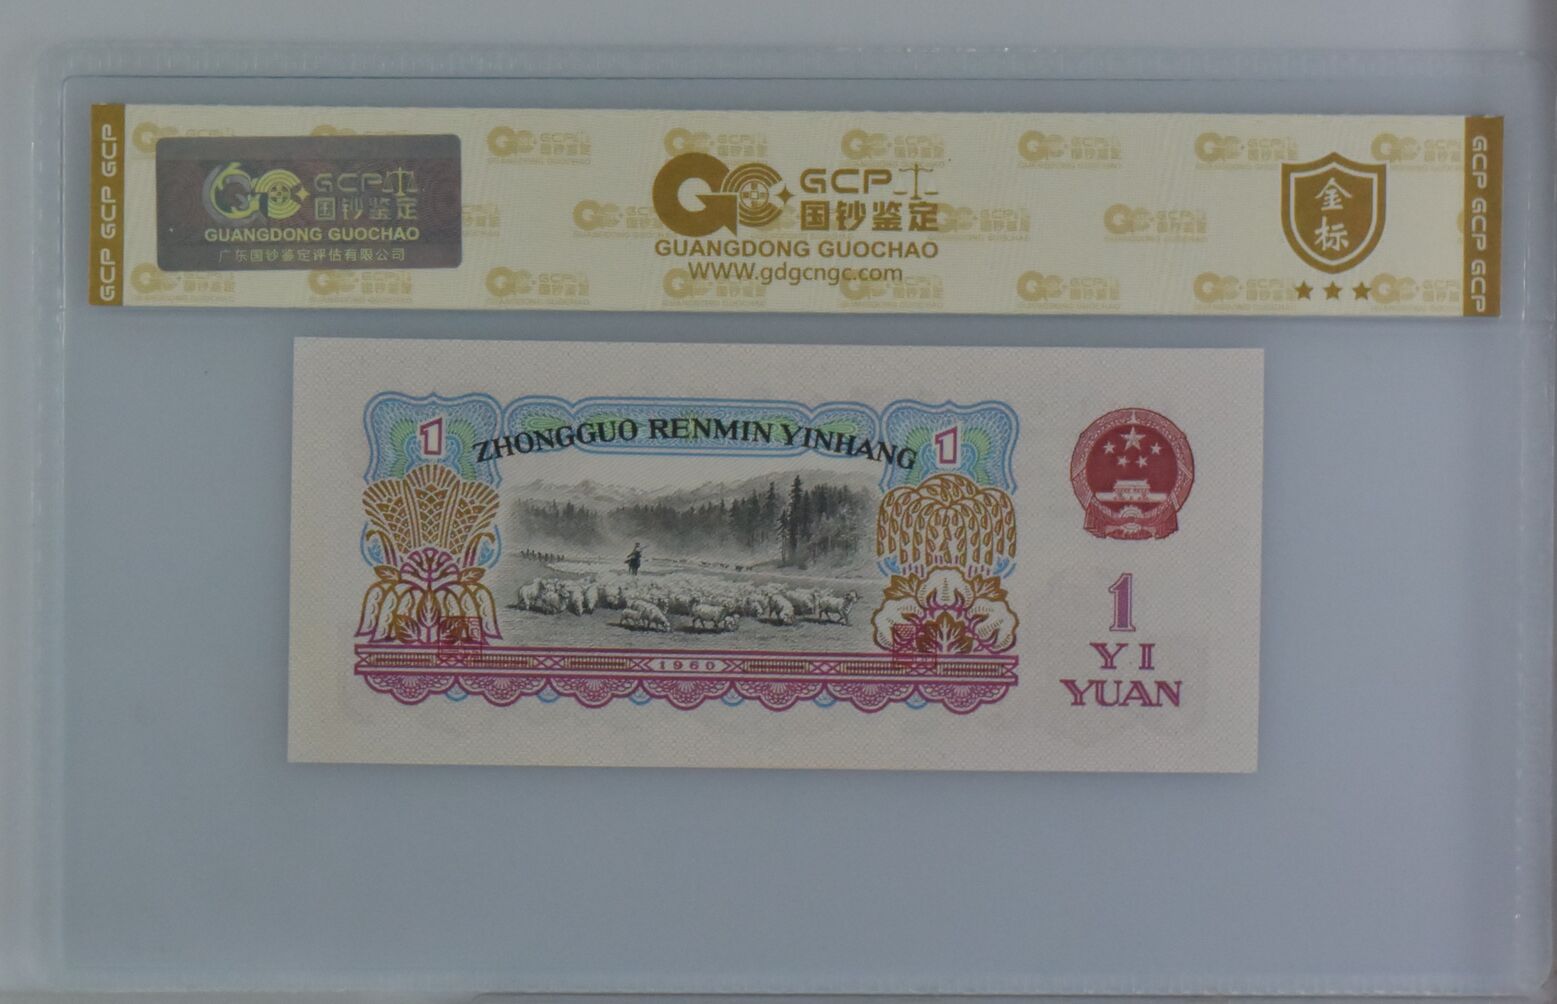 GCP GCP GCP
GCP
国钞鉴定
GUANGDONG GUOCHAO
广东国钞鉴定评估有限公司
GCP
国钞鉴定
GUANGDONG GUOCHAO
WWW.gdgcngc.com
金
标
GCP GCP GCP
1
ZHONGGUO RENMIN YINHANG
1
1960
1
YI
YUAN